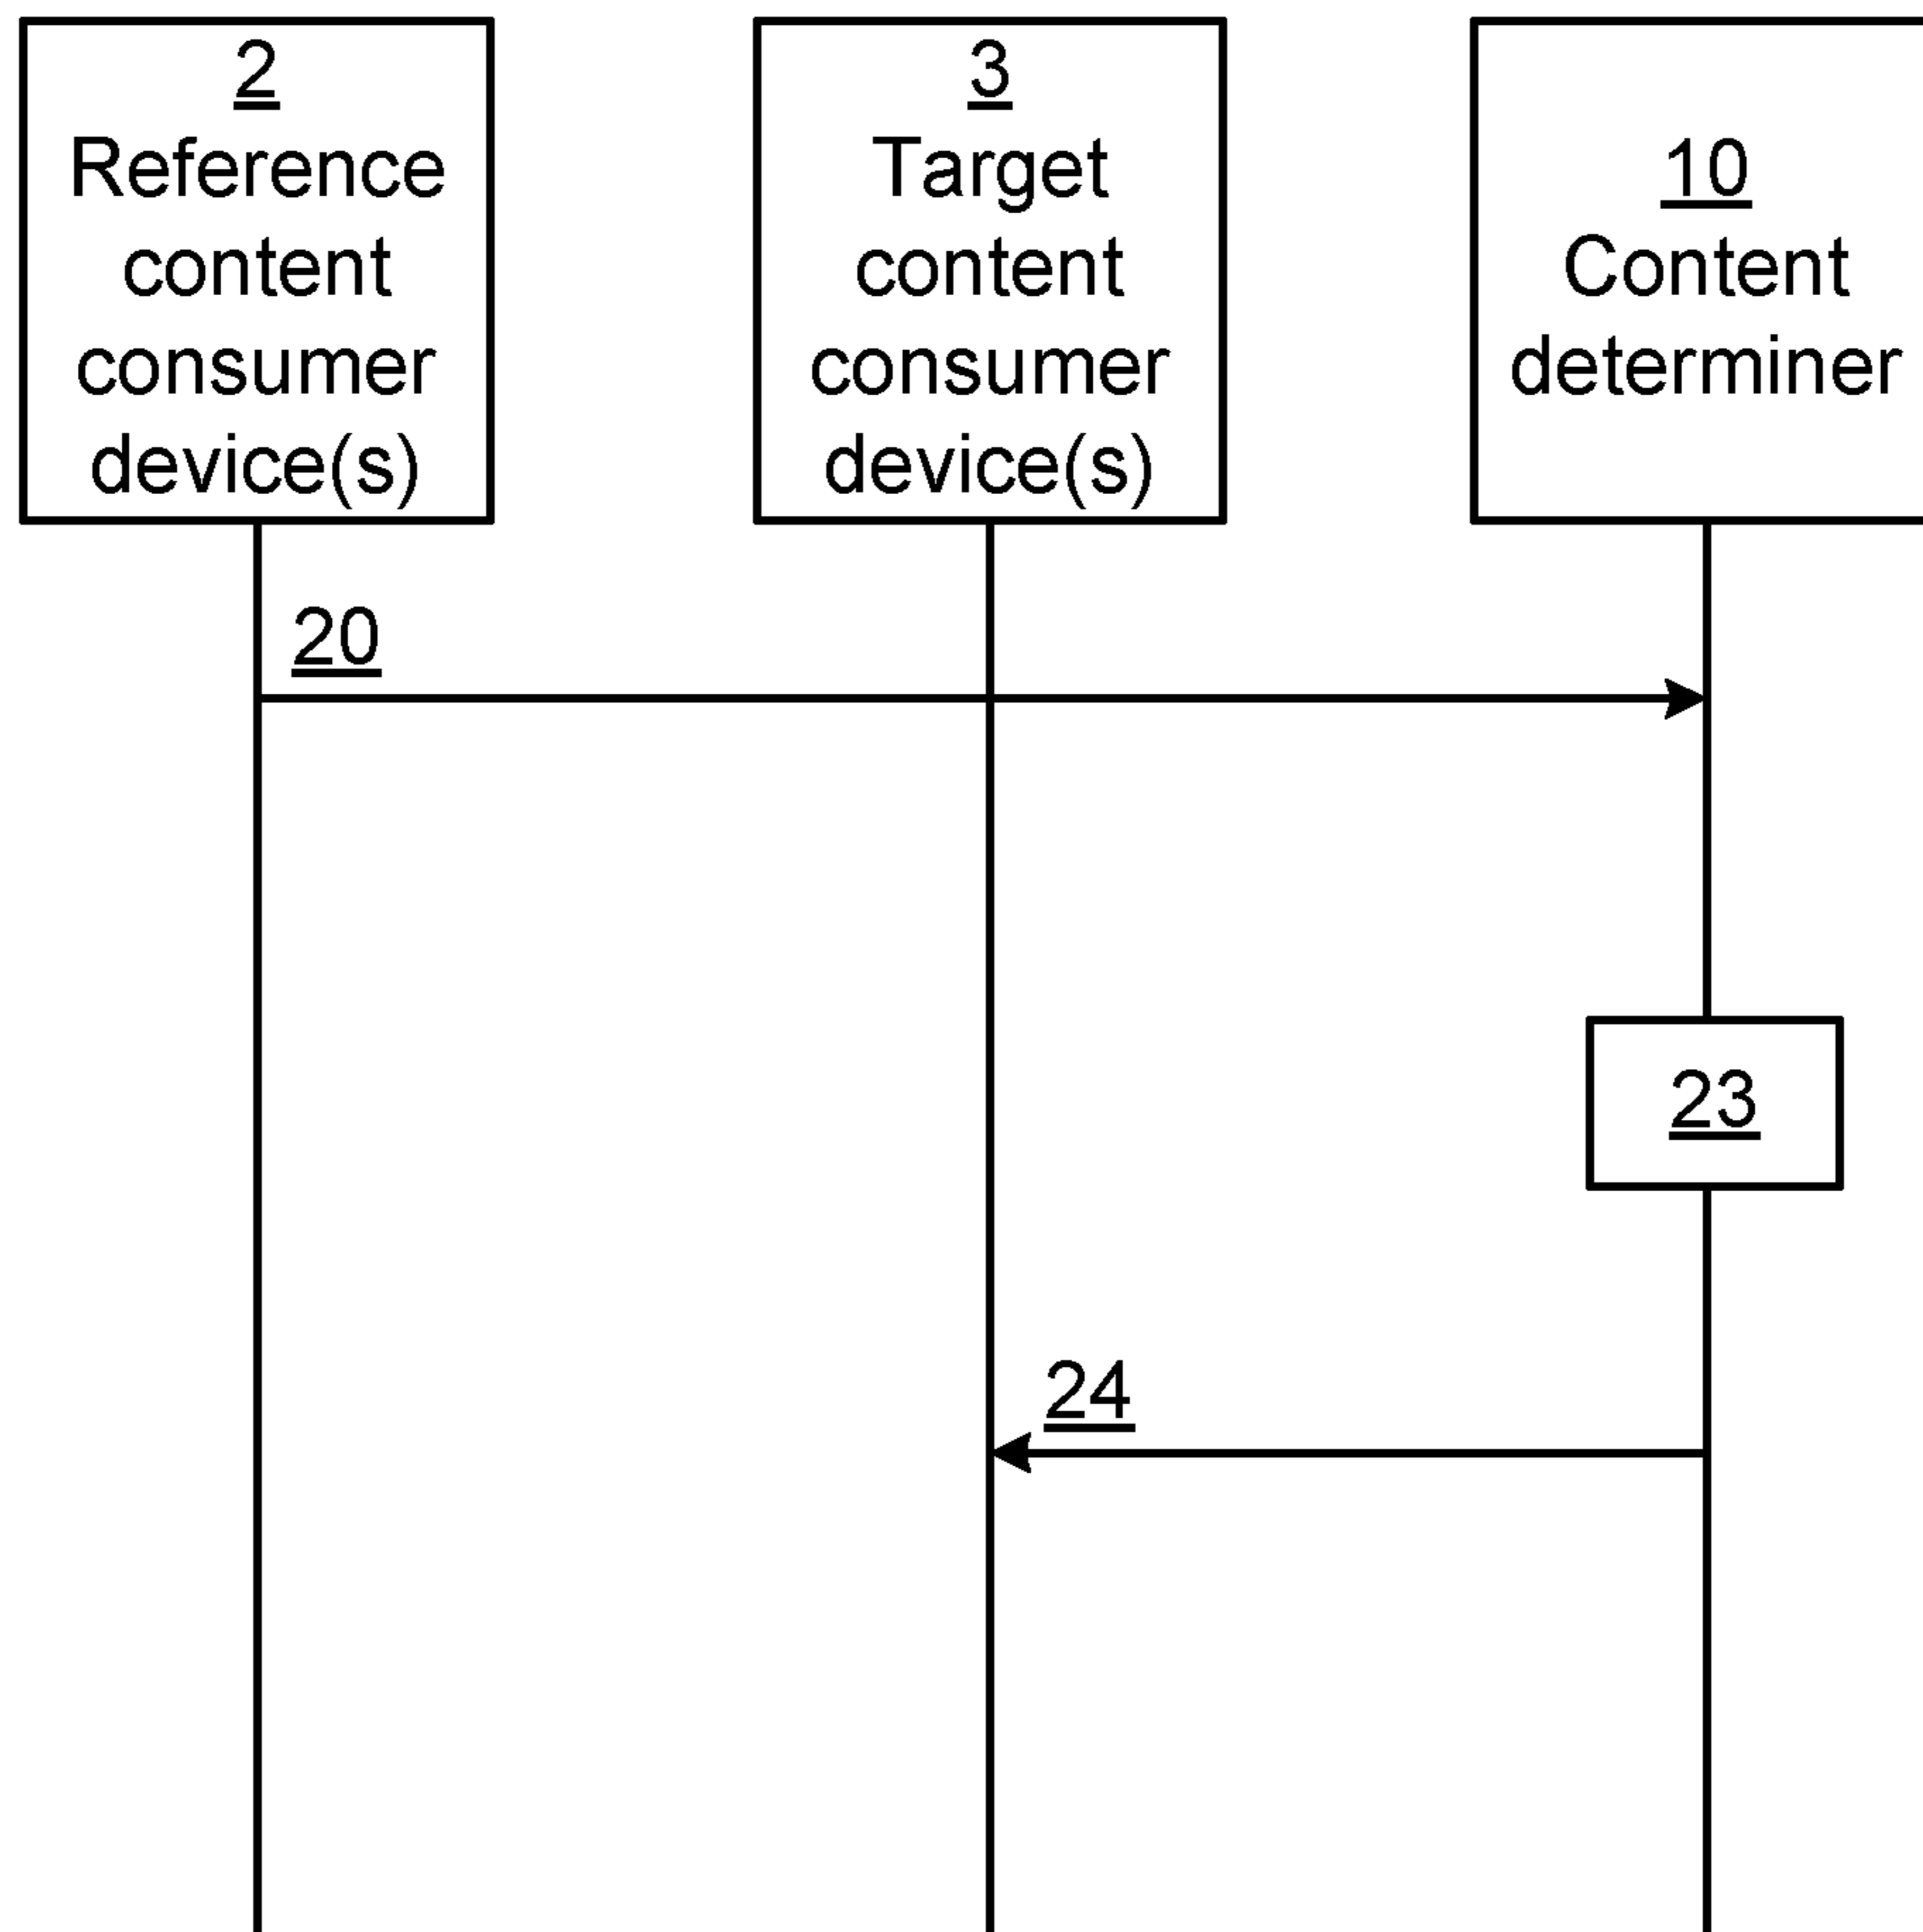 2
Reference
content
consumer
device(s)
3
Target
content
consumer
device(s)
10
Content
determiner
20
23
24